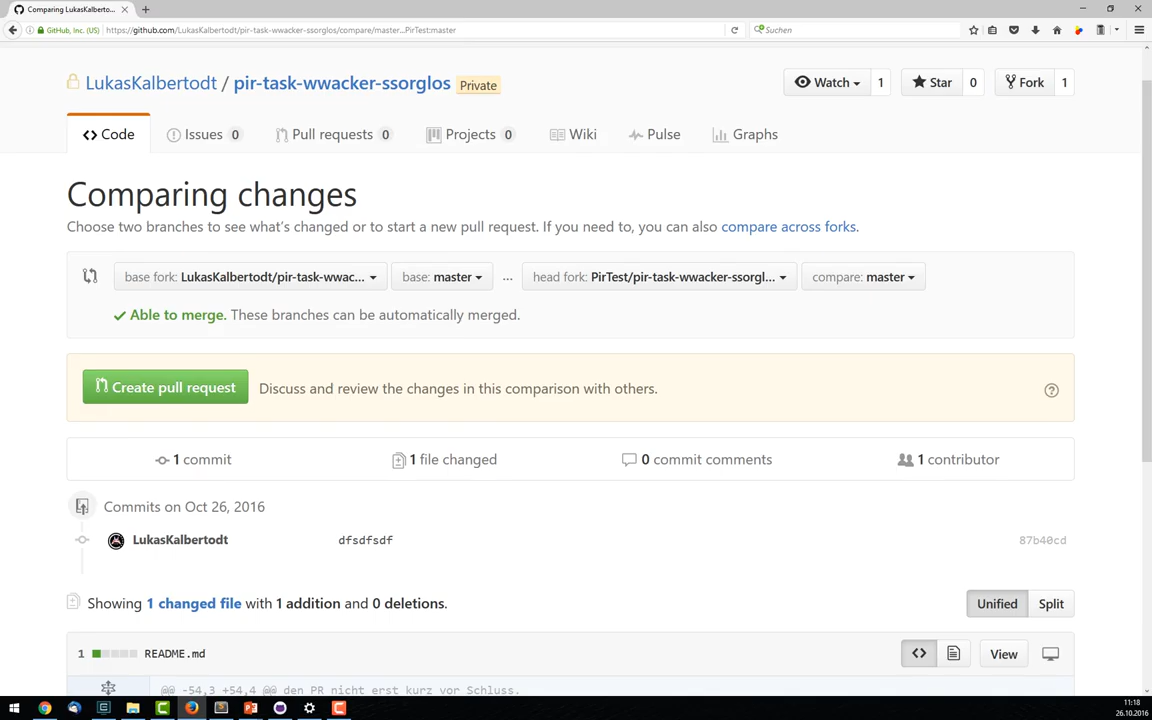 Comparing LukasKalberto...
GitHub, Inc. (US) https://github.com/LukasKalbertodt/pir-task-wwacker-ssorglos/compare/master...PirTest:master Suchen
LukasKalbertodt / pir-task-wwacker-ssorglos Private
Watch 1 Star 0 Fork 1
Code Issues 0 Pull requests 0 Projects 0 Wiki Pulse Graphs
Comparing changes
Choose two branches to see what's changed or to start a new pull request. If you need to, you can also compare across forks.
base fork: LukasKalbertodt/pir-task-wwac... base: master ... head fork: PirTest/pir-task-wwacker-ssorgl... compare: master
Able to merge. These branches can be automatically merged.
Create pull request Discuss and review the changes in this comparison with others.
1 commit 1 file changed 0 commit comments 1 contributor
Commits on Oct 26, 2016
LukasKalbertodt dfsdfsdf 87b40cd
Showing 1 changed file with 1 addition and 0 deletions. Unified Split
1 README.md View
@@ -54,3 +54,4 @@ den PR nicht erst kurz vor Schluss.
11:18
26.10.2016